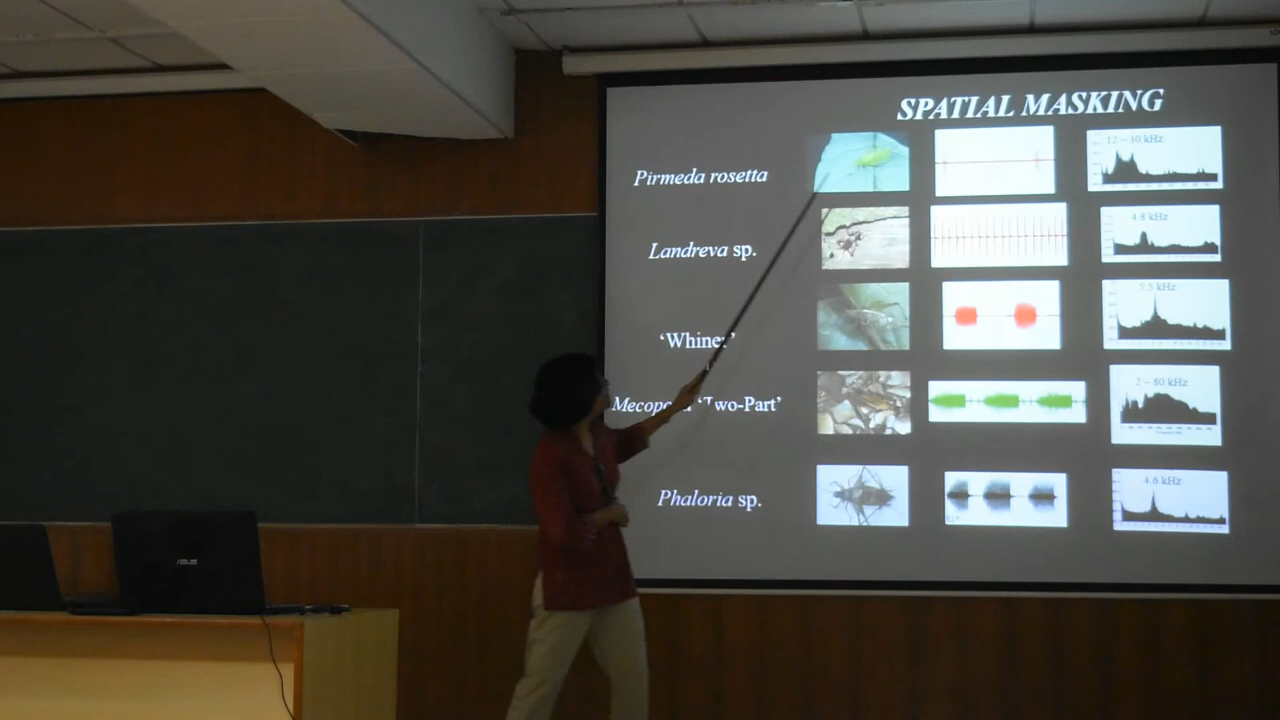 SPATIAL MASKING
Pirmeda rosetta
12 – 30 kHz
Landreva sp.
4.8 kHz
'Whiner'
5.5 kHz
Mecopoda 'Two-Part'
2 – 80 kHz
Phaloria sp.
4.6 kHz
ASUS